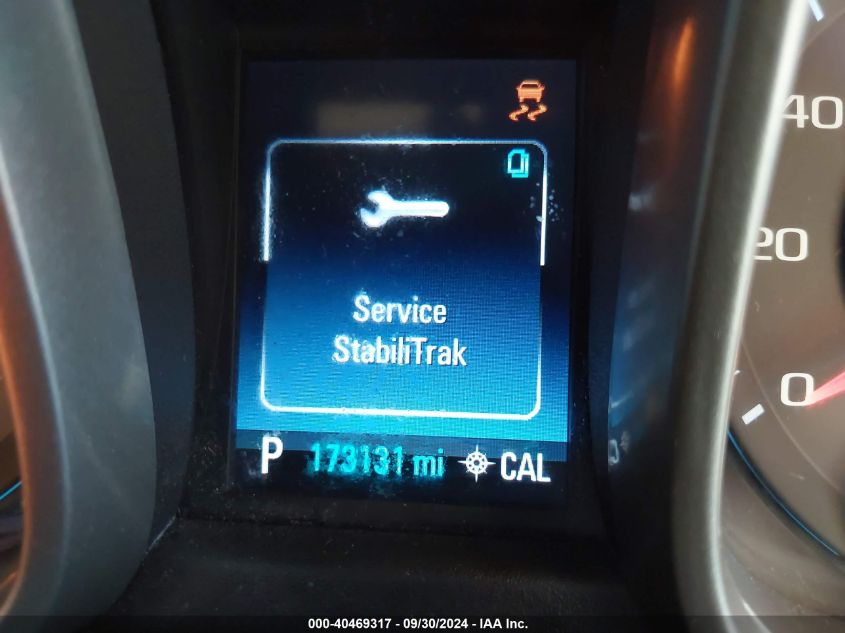 40
20
0
Service
StabiliTrak
P 173131 mi CAL
000-40469317 - 09/30/2024 - IAA Inc.